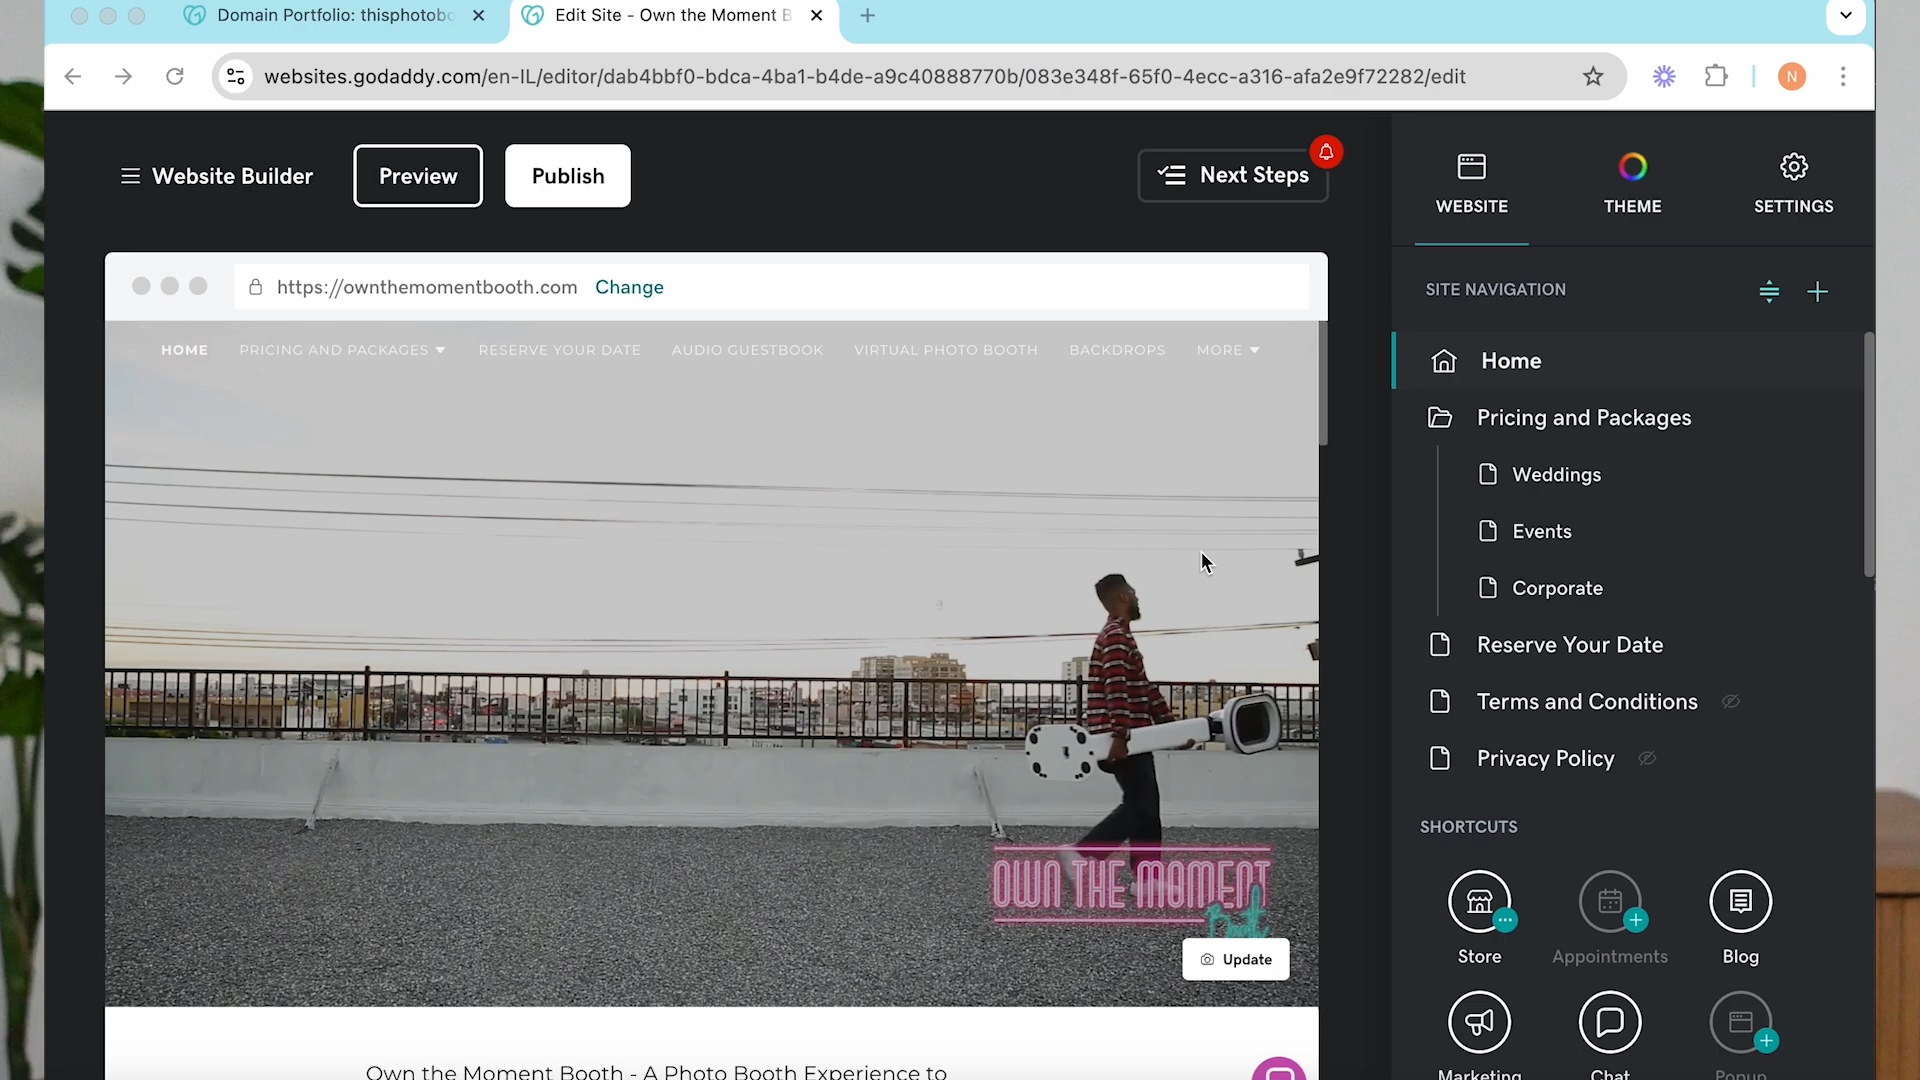 Domain Portfolio: thisphotobo
Edit Site - Own the Moment B
websites.godaddy.com/en-IL/editor/dab4bbf0-bdca-4ba1-b4de-a9c40888770b/083e348f-65f0-4ecc-a316-afa2e9f72282/edit
N
Website Builder
Preview
Publish
Next Steps
WEBSITE
THEME
SETTINGS
https://ownthemomentbooth.com Change
SITE NAVIGATION
HOME PRICING AND PACKAGES RESERVE YOUR DATE AUDIO GUESTBOOK VIRTUAL PHOTO BOOTH BACKDROPS MORE
Home
Pricing and Packages
Weddings
Events
Corporate
Reserve Your Date
Terms and Conditions
Privacy Policy
SHORTCUTS
Store
Appointments
Blog
Marketing
Chat
Popup
OWN THE MOMENT
Booth
Update
Own the Moment Booth - A Photo Booth Experience to